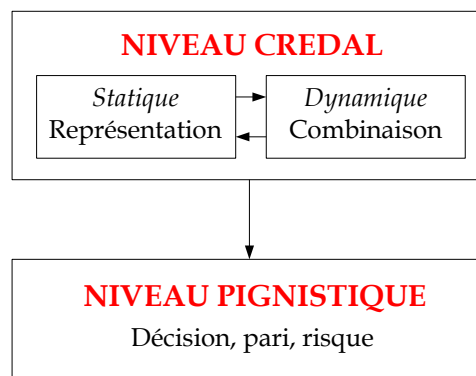 NIVEAU CREDAL
Statique
Représentation
Dynamique
Combinaison
NIVEAU PIGNISTIQUE
Décision, pari, risque